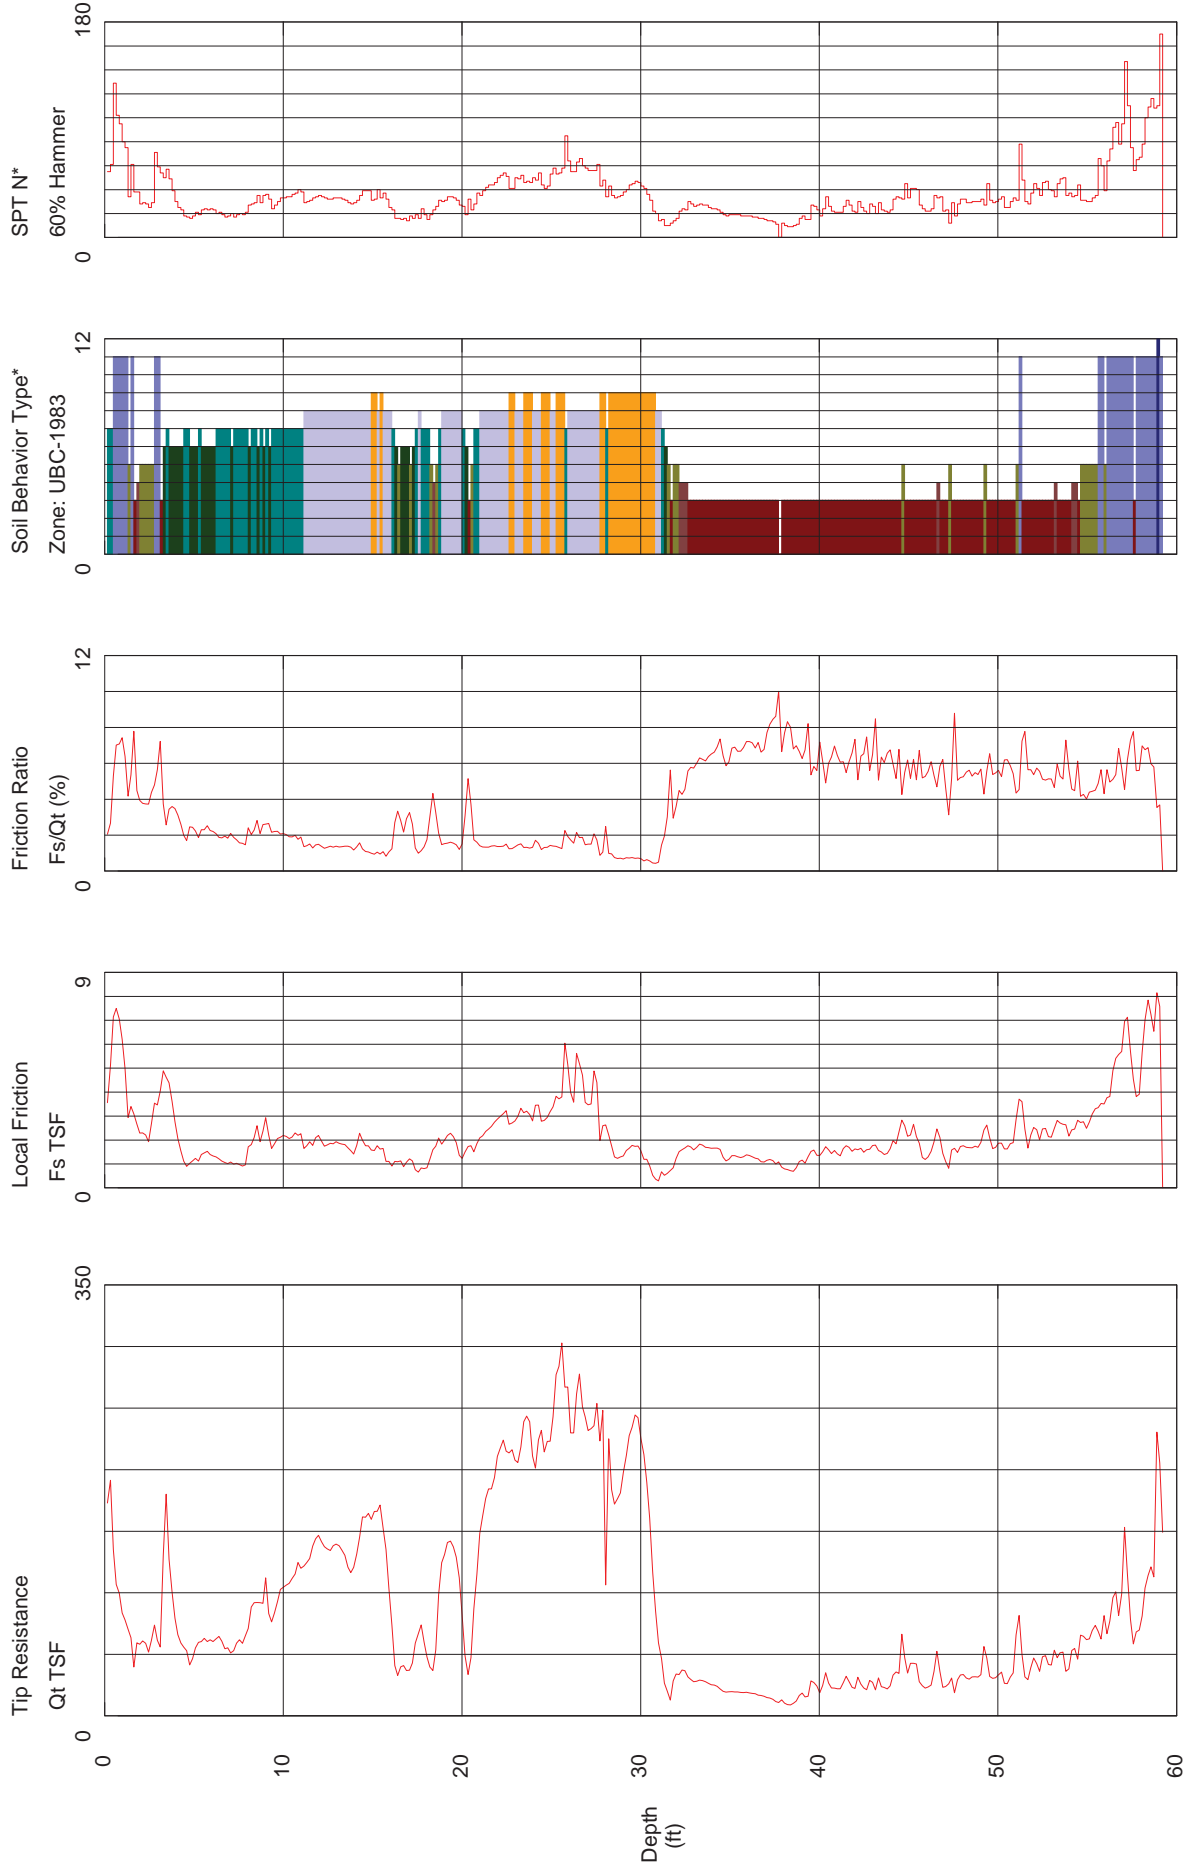 Tip Resistance
Qt TSF
0
350
Local Friction
Fs TSF
0
9
Friction Ratio
Fs/Qt (%)
0
12
Soil Behavior Type*
Zone: UBC-1983
0
12
SPT N*
60% Hammer
0
180
0
10
20
30
40
50
60
Depth
(ft)